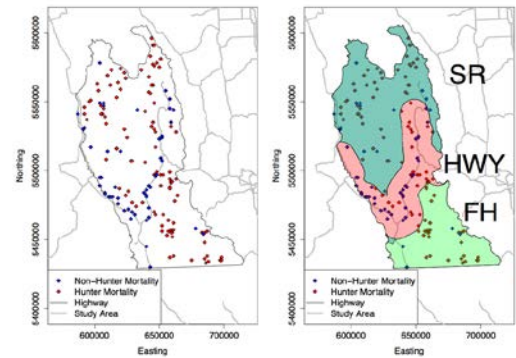 5600000
5550000
5500000
5450000
5400000
Northing
Non-Hunter Mortality
Hunter Mortality
Highway
Study Area
600000 650000 700000
Easting
SR
HWY
FH
5600000
5550000
5500000
5450000
5400000
Northing
Non-Hunter Mortality
Hunter Mortality
Highway
Study Area
600000 650000 700000
Easting